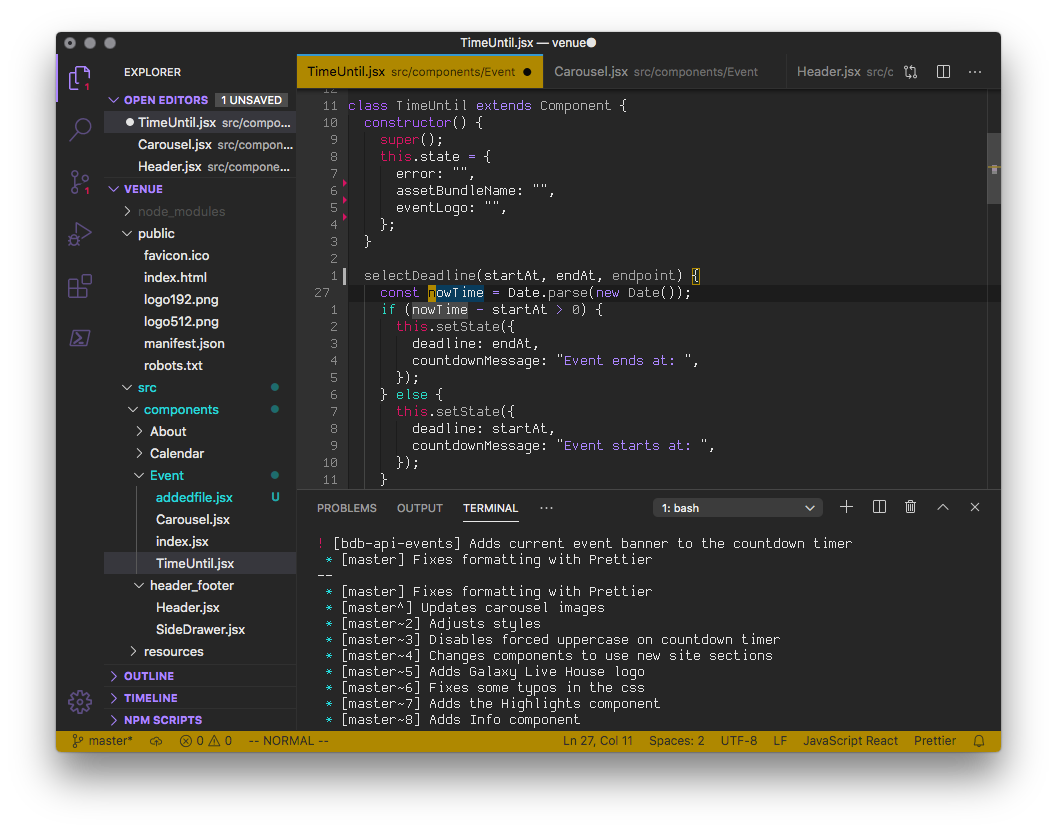 TimeUntil.jsx — venue●
EXPLORER
OPEN EDITORS 1 UNSAVED
● TimeUntil.jsx src/compo...
Carousel.jsx src/compon...
Header.jsx src/compone...
VENUE
node_modules
public
favicon.ico
index.html
logo192.png
logo512.png
manifest.json
robots.txt
src
components
About
Calendar
Event
addedfile.jsx U
Carousel.jsx
index.jsx
TimeUntil.jsx
header_footer
Header.jsx
SideDrawer.jsx
resources
OUTLINE
TIMELINE
NPM SCRIPTS
1
1
TimeUntil.jsx src/components/Event ● Carousel.jsx src/components/Event Header.jsx src/c
12
11 class TimeUntil extends Component {
10 constructor() {
9 super();
8 this.state = {
7 error: "",
6 assetBundleName: "",
5 eventLogo: "",
4 };
3 }
2
1 selectDeadline(startAt, endAt, endpoint) {
27 const nowTime = Date.parse(new Date());
1 if (nowTime - startAt > 0) {
2 this.setState({
3 deadline: endAt,
4 countdownMessage: "Event ends at: ",
5 });
6 } else {
7 this.setState({
8 deadline: startAt,
9 countdownMessage: "Event starts at: ",
10 });
11 }
PROBLEMS OUTPUT TERMINAL ... 1: bash
! [bdb-api-events] Adds current event banner to the countdown timer
* [master] Fixes formatting with Prettier
--
* [master] Fixes formatting with Prettier
* [master^] Updates carousel images
* [master~2] Adjusts styles
* [master~3] Disables forced uppercase on countdown timer
* [master~4] Changes components to use new site sections
* [master~5] Adds Galaxy Live House logo
* [master~6] Fixes some typos in the css
* [master~7] Adds the Highlights component
* [master~8] Adds Info component
master* 0 0 -- NORMAL -- Ln 27, Col 11 Spaces: 2 UTF-8 LF JavaScript React Prettier